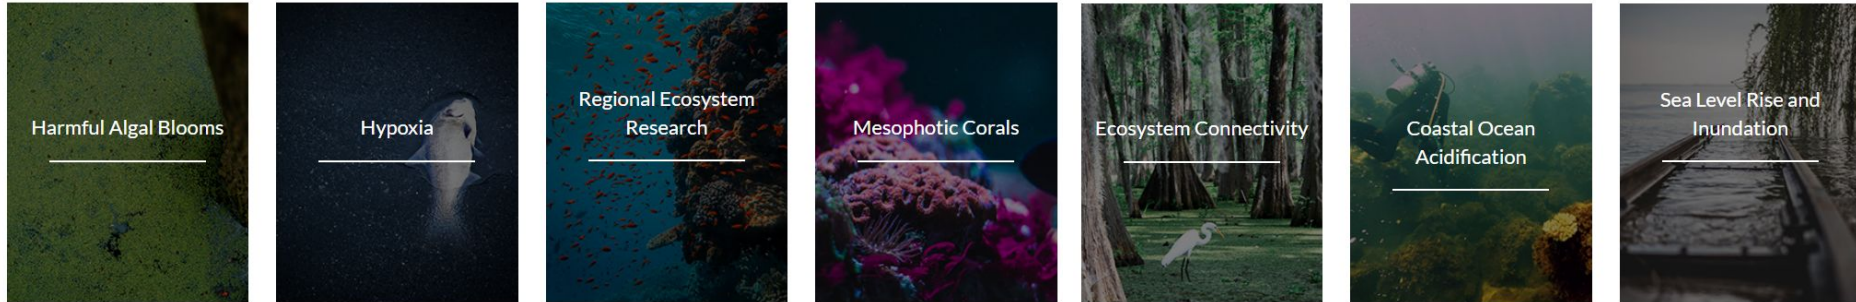 Harmful Algal Blooms
Hypoxia
Regional Ecosystem
Research
Mesophotic Corals
Ecosystem Connectivity
Coastal Ocean
Acidification
Sea Level Rise and
Inundation